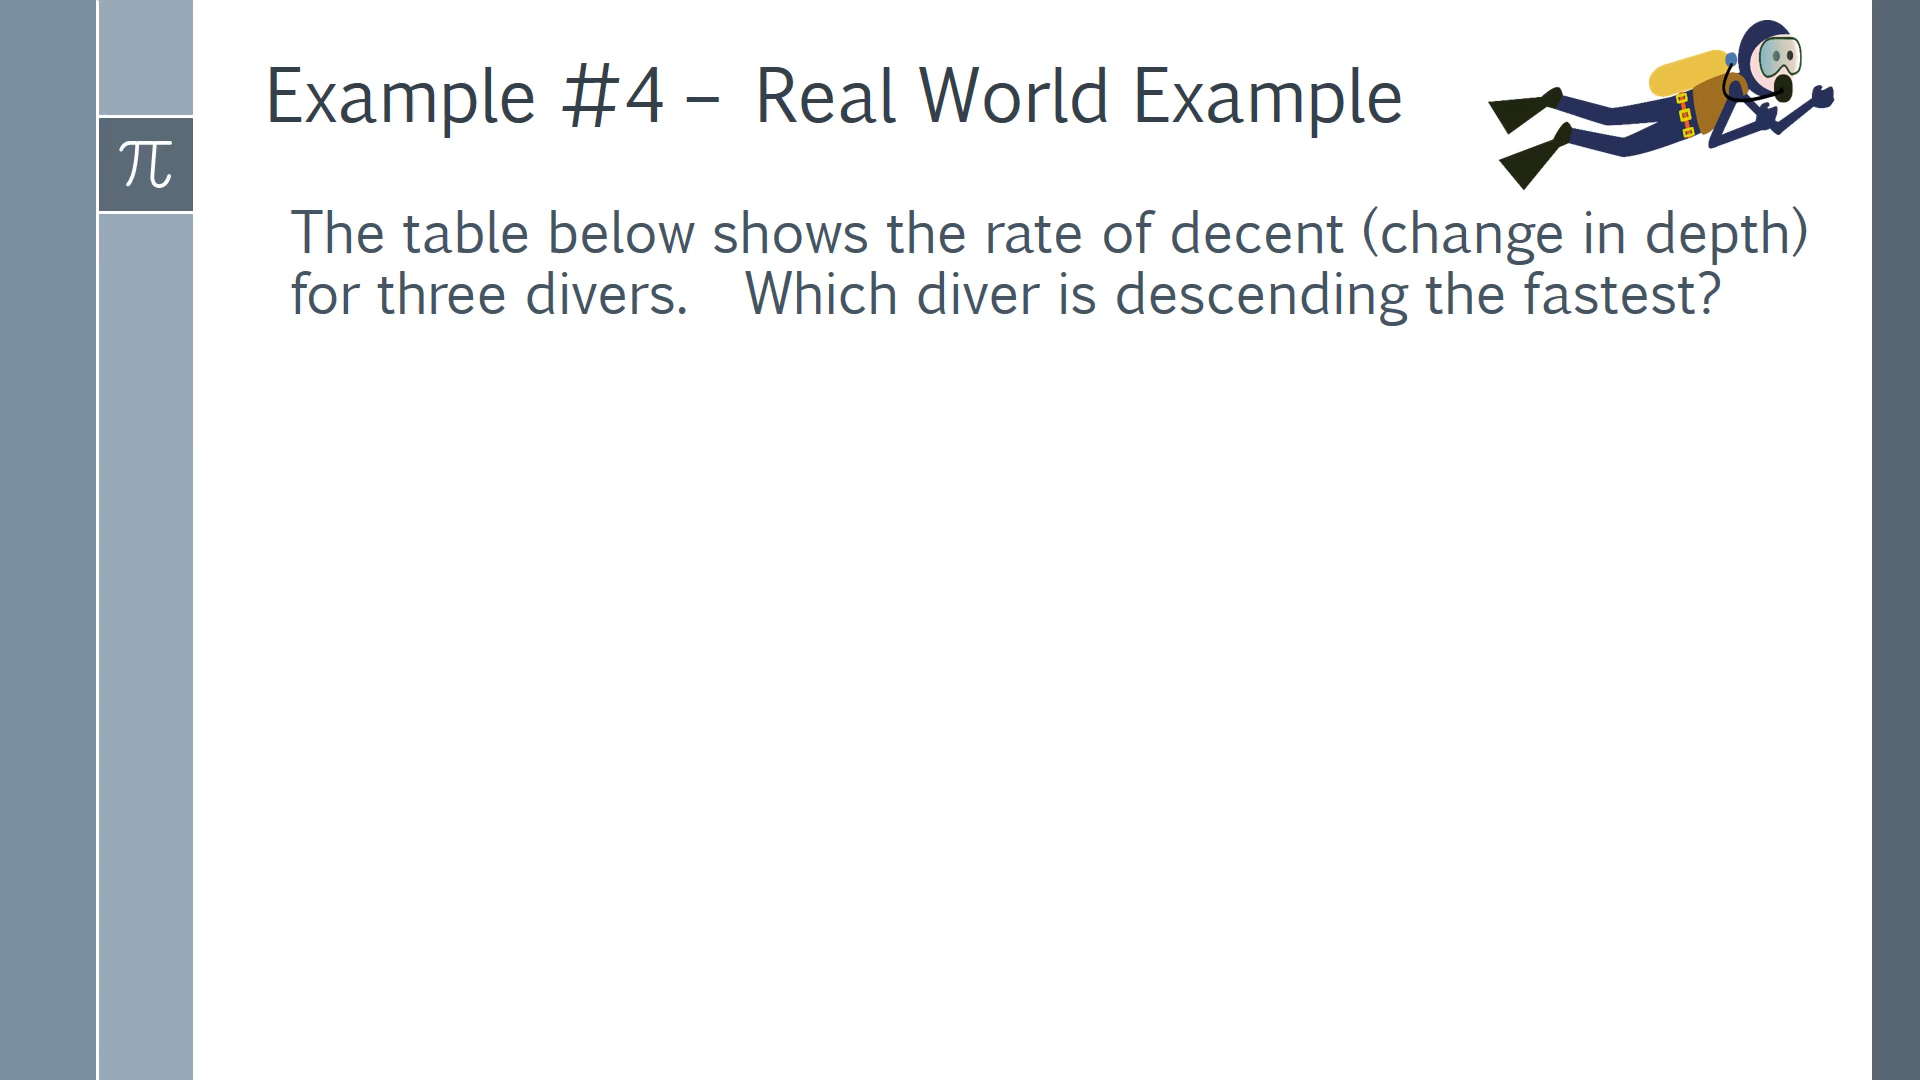 Example #4 – Real World Example
π
The table below shows the rate of decent (change in depth)
for three divers. Which diver is descending the fastest?